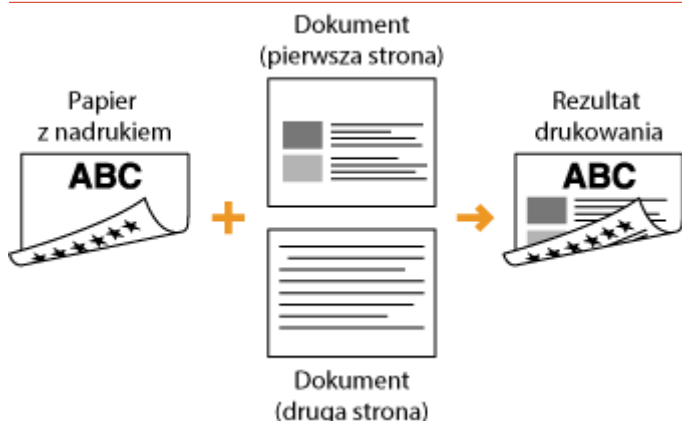 Dokument
(pierwsza strona)
Papier
z nadrukiem
Rezultat
drukowania
ABC
ABC
Dokument
(druga strona)